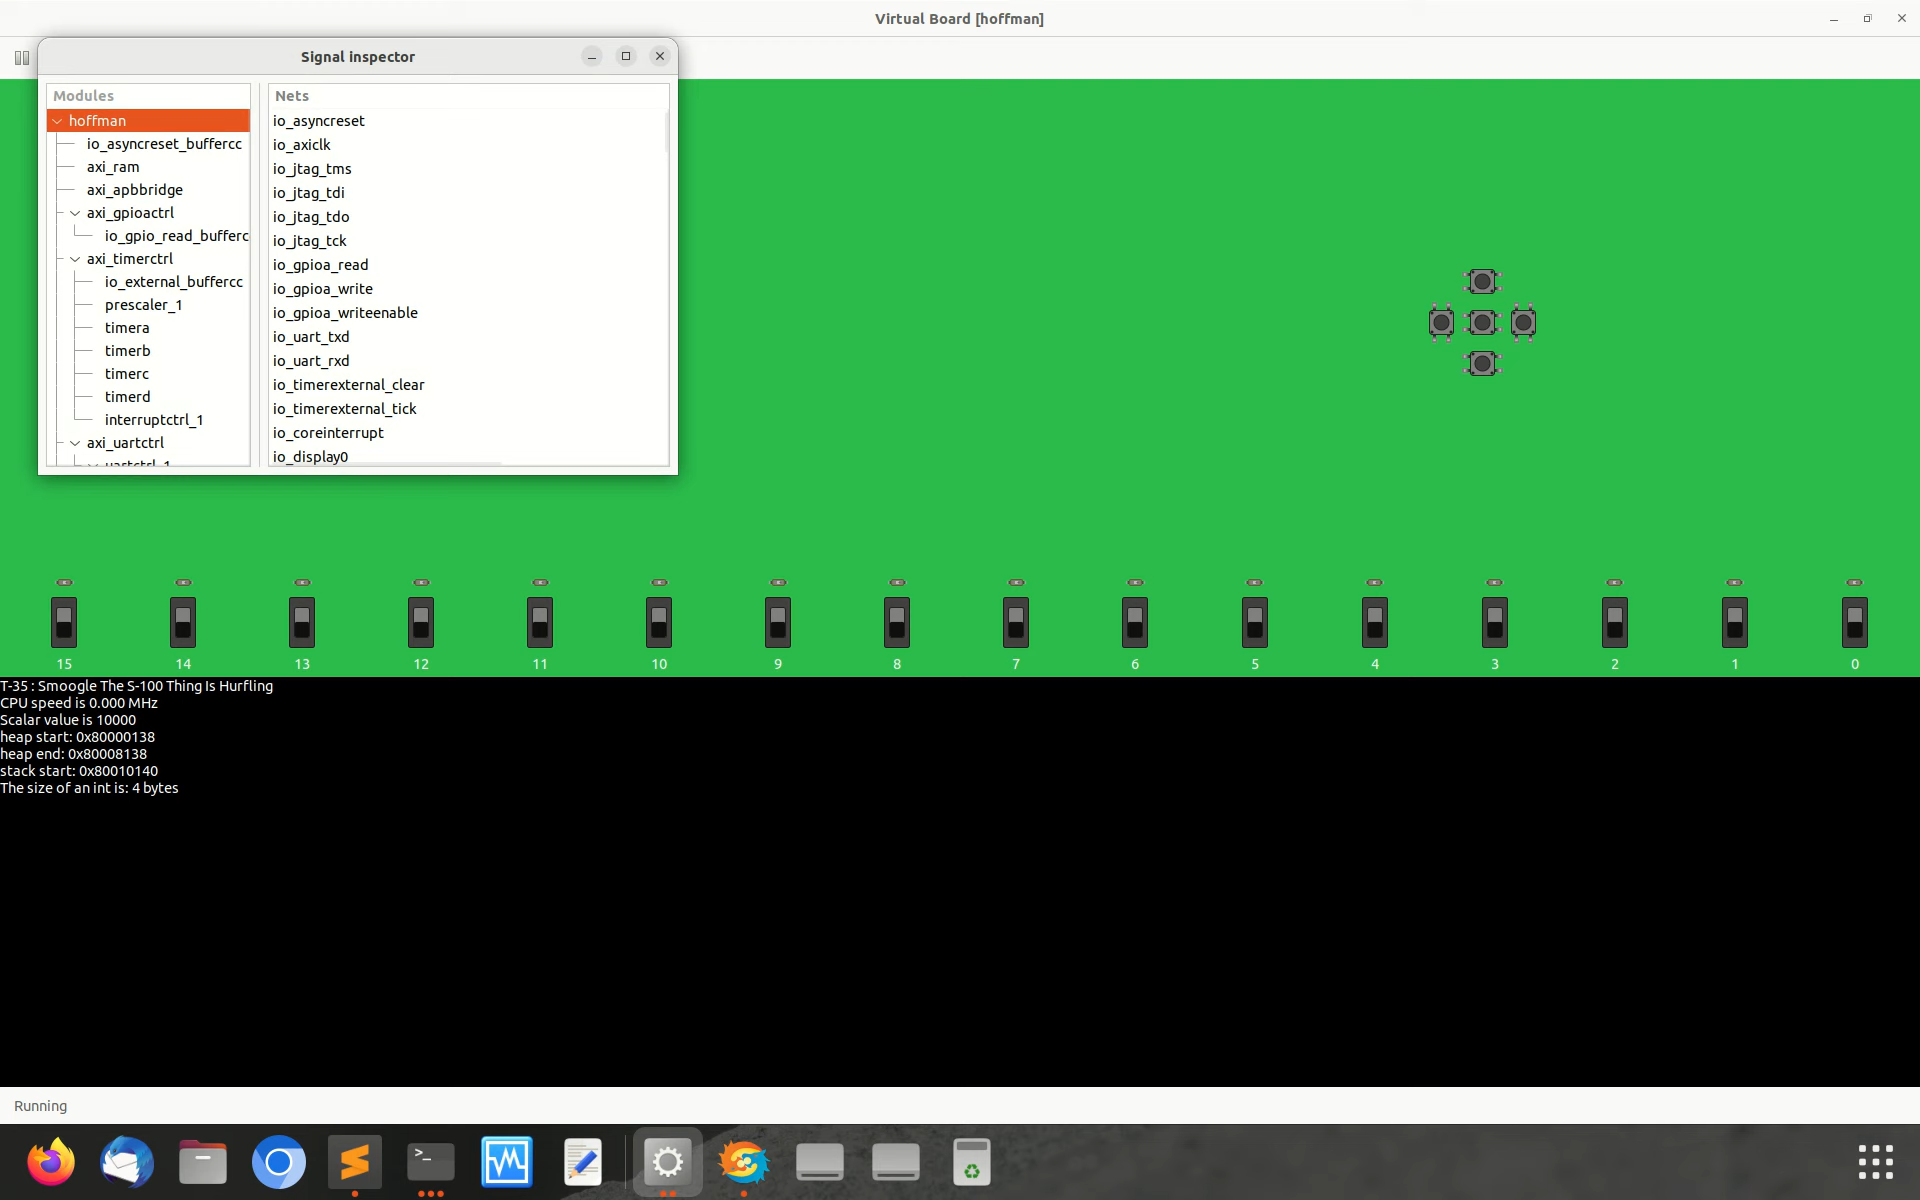 Virtual Board [hoffman]
Signal inspector
Modules
hoffman
io_asyncreset_buffercc
axi_ram
axi_apbbridge
axi_gpioactrl
io_gpio_read_bufferc
axi_timerctrl
io_external_buffercc
prescaler_1
timera
timerb
timerc
timerd
interruptctrl_1
axi_uartctrl
uartctrl_1
Nets
io_asyncreset
io_axiclk
io_jtag_tms
io_jtag_tdi
io_jtag_tdo
io_jtag_tck
io_gpioa_read
io_gpioa_write
io_gpioa_writeenable
io_uart_txd
io_uart_rxd
io_timerexternal_clear
io_timerexternal_tick
io_coreinterrupt
io_display0
15 14 13 12 11 10 9 8 7 6 5 4 3 2 1 0
T-35 : Smoogle The S-100 Thing Is Hurfling
CPU speed is 0.000 MHz
Scalar value is 10000
heap start: 0x80000138
heap end: 0x80008138
stack start: 0x80010140
The size of an int is: 4 bytes
Running
>_